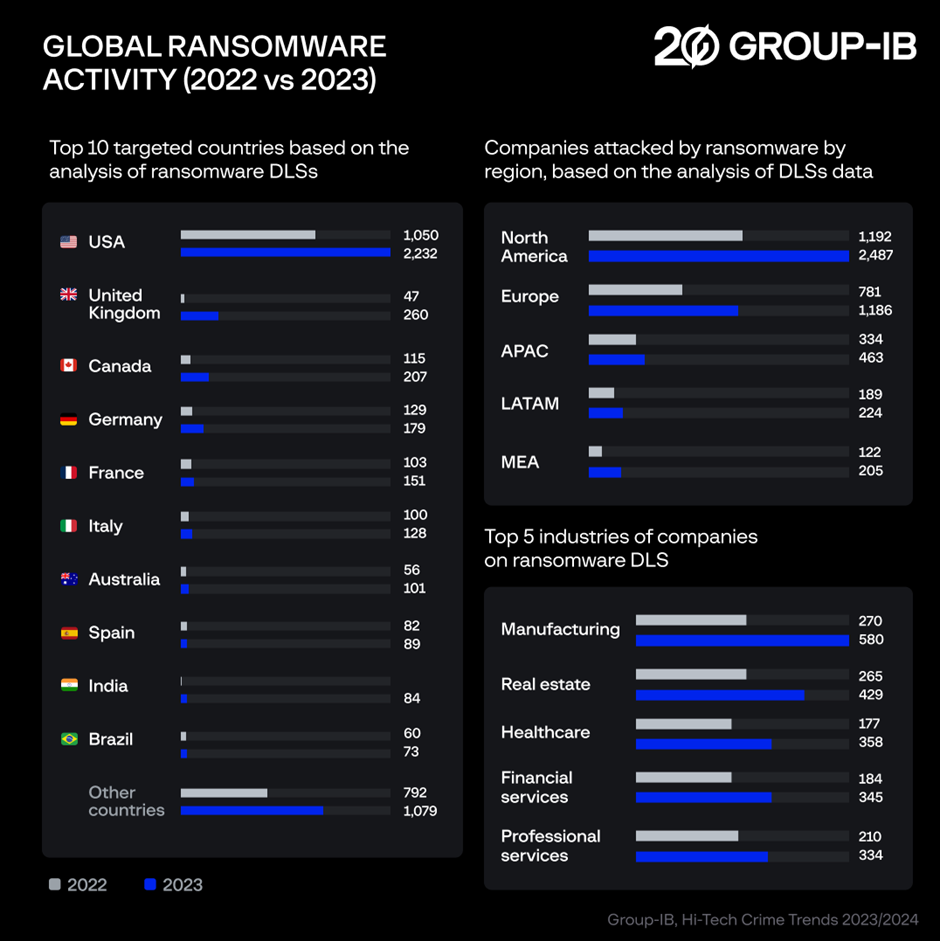 GLOBAL RANSOMWARE
ACTIVITY (2022 vs 2023)
20 GROUP-IB
Top 10 targeted countries based on the
analysis of ransomware DLSs
USA
1,050
2,232
United
Kingdom
47
260
Canada
115
207
Germany
129
179
France
103
151
Italy
100
128
Australia
56
101
Spain
82
89
India
84
Brazil
60
73
Other
countries
792
1,079
2022
2023
Companies attacked by ransomware by
region, based on the analysis of DLSs data
North
America
1,192
2,487
Europe
781
1,186
APAC
334
463
LATAM
189
224
MEA
122
205
Top 5 industries of companies
on ransomware DLS
Manufacturing
270
580
Real estate
265
429
Healthcare
177
358
Financial
services
184
345
Professional
services
210
334
Group-IB, Hi-Tech Crime Trends 2023/2024